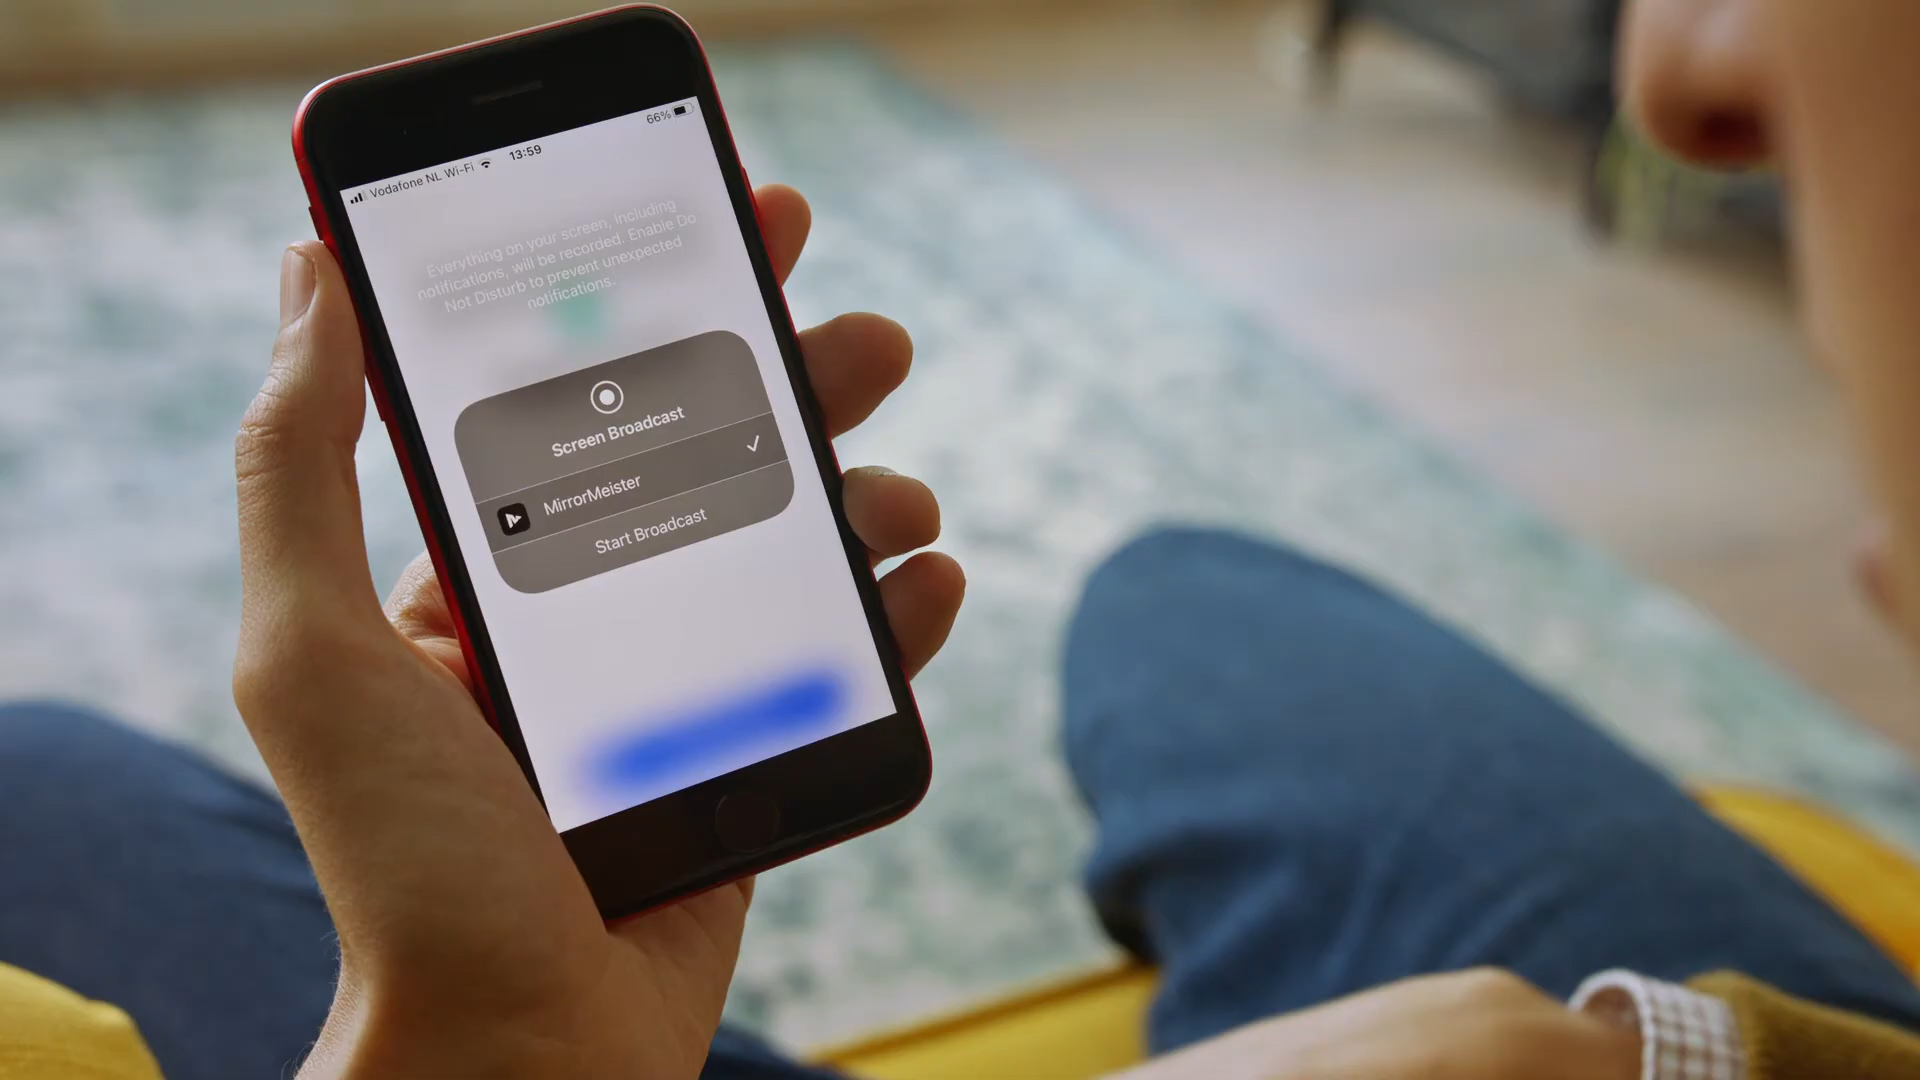 Vodafone NL Wi-Fi 13:59 66%
Everything on your screen, including
notifications, will be recorded. Enable Do
Not Disturb to prevent unexpected
notifications.
Screen Broadcast
MirrorMeister
Start Broadcast